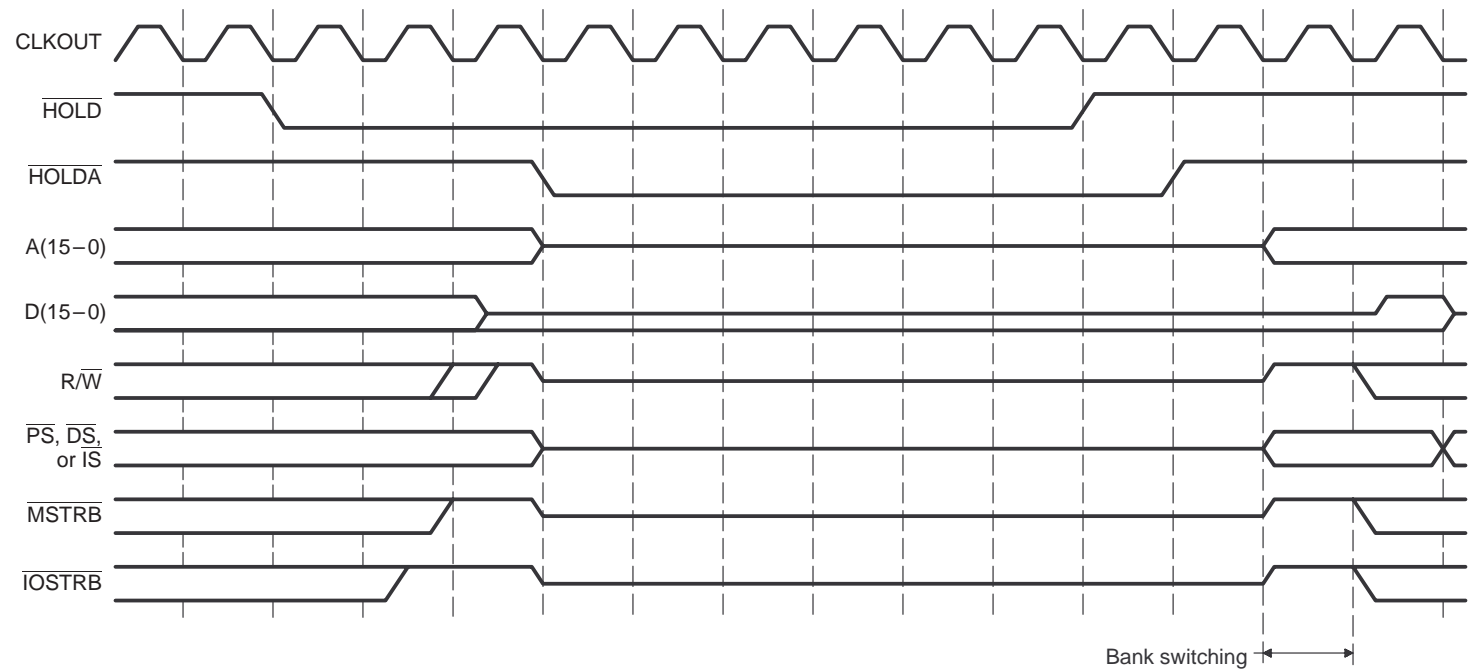 CLKOUT
HOLD
HOLDA
A(15–0)
D(15–0)
R/W
PS, DS,
or IS
MSTRB
IOSTRB
Bank switching